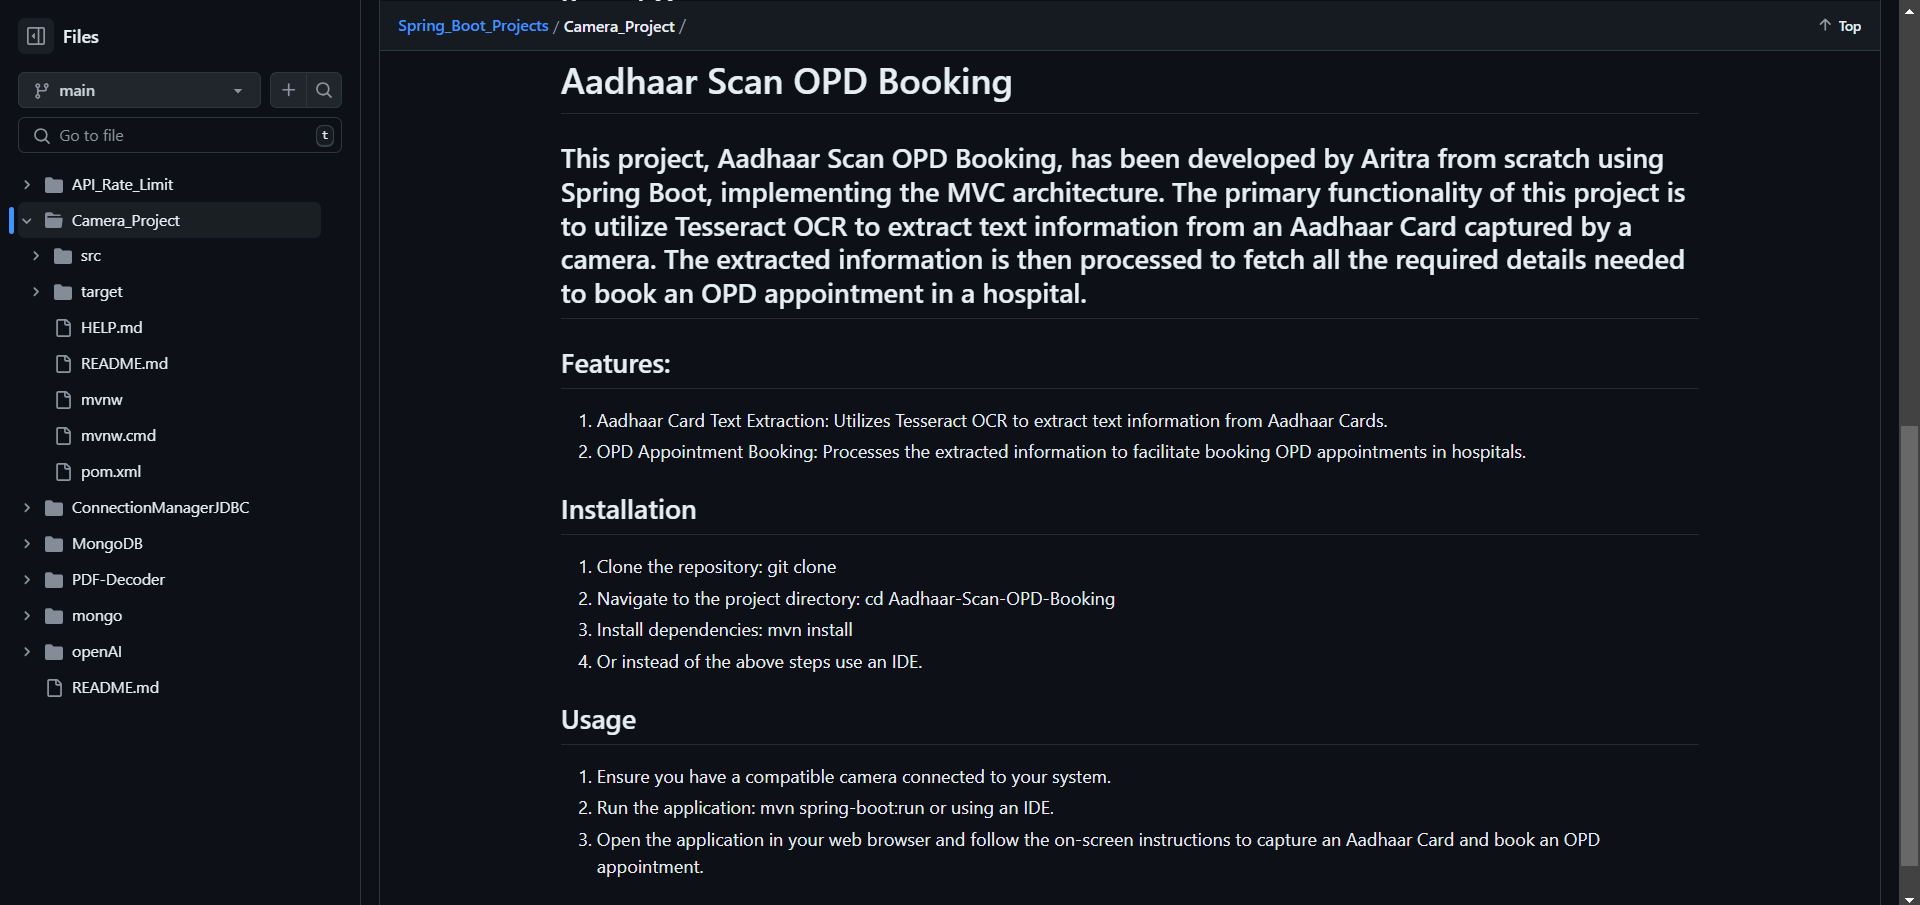 Files
main
Go to file
t
API_Rate_Limit
Camera_Project
src
target
HELP.md
README.md
mvnw
mvnw.cmd
pom.xml
ConnectionManagerJDBC
MongoDB
PDF-Decoder
mongo
openAI
README.md
Spring_Boot_Projects / Camera_Project /
Top
Aadhaar Scan OPD Booking
This project, Aadhaar Scan OPD Booking, has been developed by Aritra from scratch using
Spring Boot, implementing the MVC architecture. The primary functionality of this project is
to utilize Tesseract OCR to extract text information from an Aadhaar Card captured by a
camera. The extracted information is then processed to fetch all the required details needed
to book an OPD appointment in a hospital.
Features:
1. Aadhaar Card Text Extraction: Utilizes Tesseract OCR to extract text information from Aadhaar Cards.
2. OPD Appointment Booking: Processes the extracted information to facilitate booking OPD appointments in hospitals.
Installation
1. Clone the repository: git clone
2. Navigate to the project directory: cd Aadhaar-Scan-OPD-Booking
3. Install dependencies: mvn install
4. Or instead of the above steps use an IDE.
Usage
1. Ensure you have a compatible camera connected to your system.
2. Run the application: mvn spring-boot:run or using an IDE.
3. Open the application in your web browser and follow the on-screen instructions to capture an Aadhaar Card and book an OPD
appointment.